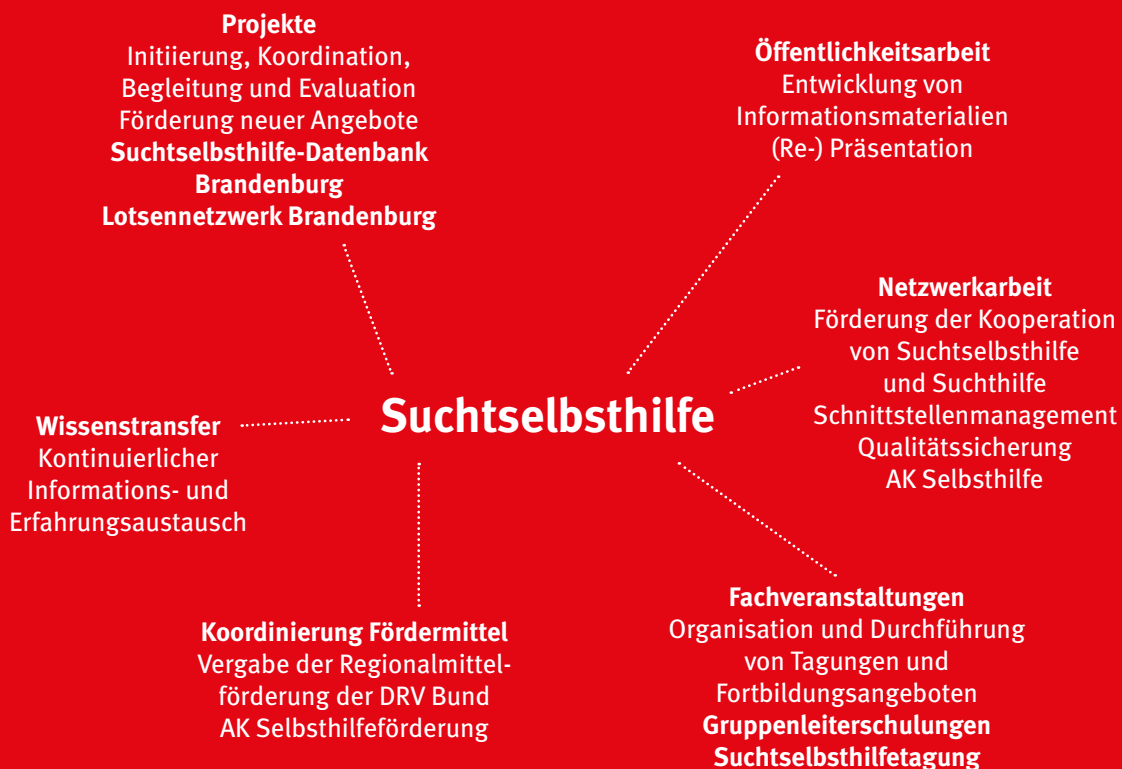 Projekte
Initiierung, Koordination,
Begleitung und Evaluation
Förderung neuer Angebote
Suchtselbsthilfe-Datenbank
Brandenburg
Lotsennetzwerk Brandenburg
Öffentlichkeitsarbeit
Entwicklung von
Informationsmaterialien
(Re-) Präsentation
Netzwerkarbeit
Förderung der Kooperation
von Suchtselbsthilfe
und Suchthilfe
Schnittstellenmanagement
Qualitätssicherung
AK Selbsthilfe
Suchtselbsthilfe
Wissenstransfer
Kontinuierlicher
Informations- und
Erfahrungsaustausch
Koordinierung Fördermittel
Vergabe der Regionalmittel-
förderung der DRV Bund
AK Selbsthilfeförderung
Fachveranstaltungen
Organisation und Durchführung
von Tagungen und
Fortbildungsangeboten
Gruppenleiterschulungen
Suchtselbsthilfetagung